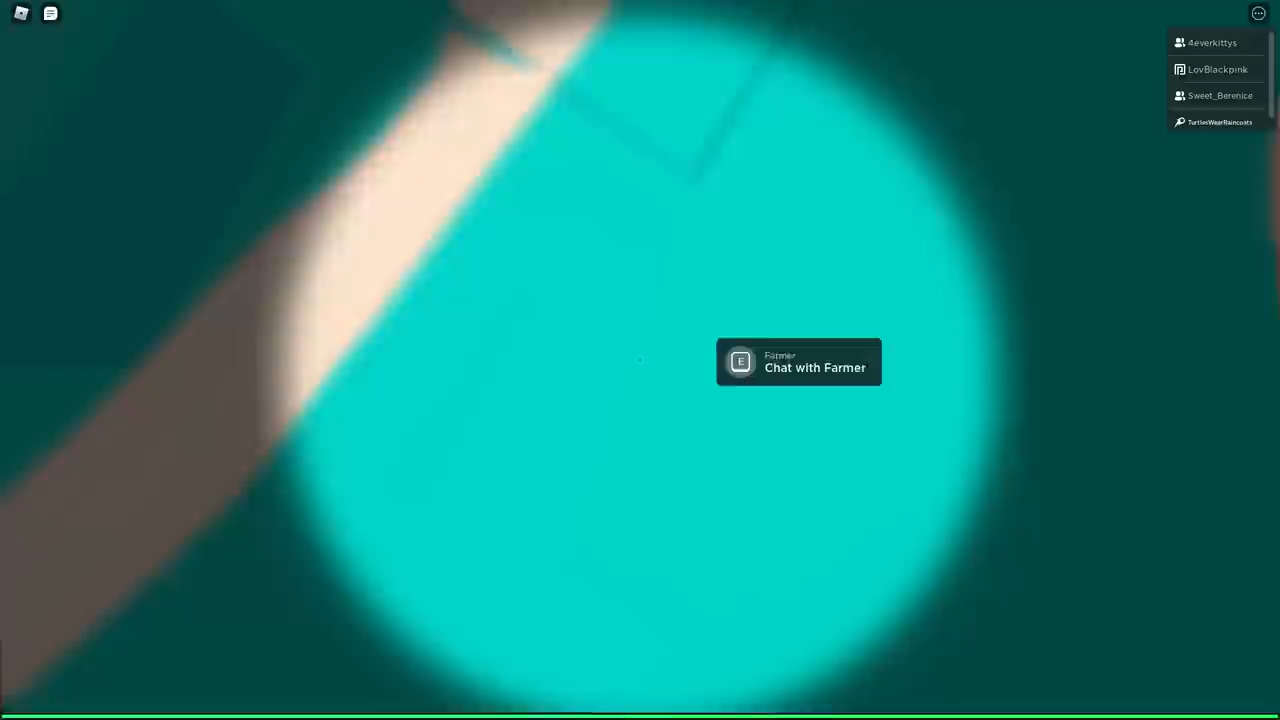 4everkittys
LovBlackpink
Sweet_Berenice
TurtlesWearRaincoats
E
Farmer
Chat with Farmer